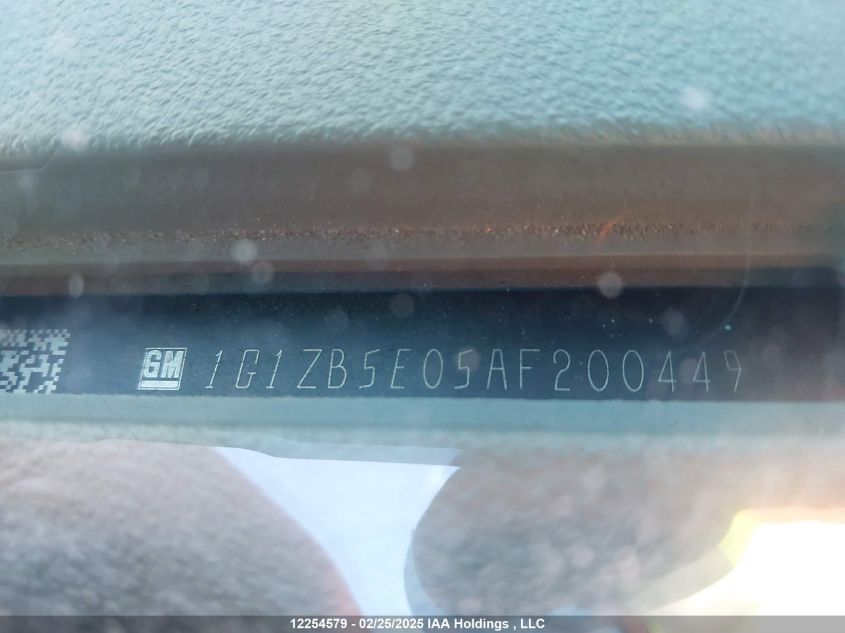 GM 1G1ZB5E05AF200449
12254579 - 02/25/2025 IAA Holdings , LLC